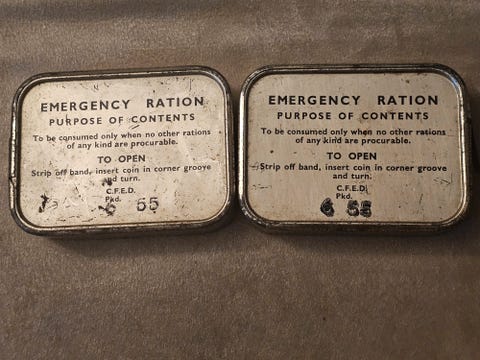 EMERGENCY RATION
PURPOSE OF CONTENTS
To be consumed only when no other rations
of any kind are procurable.
TO OPEN
Strip off band, insert coin in corner groove
and turn.
C.F.E.D.
Pkd.
6 55
EMERGENCY RATION
PURPOSE OF CONTENTS
To be consumed only when no other rations
of any kind are procurable.
TO OPEN
Strip off band, insert coin in corner groove
and turn.
C.F.E.D.
Pkd.
6 55